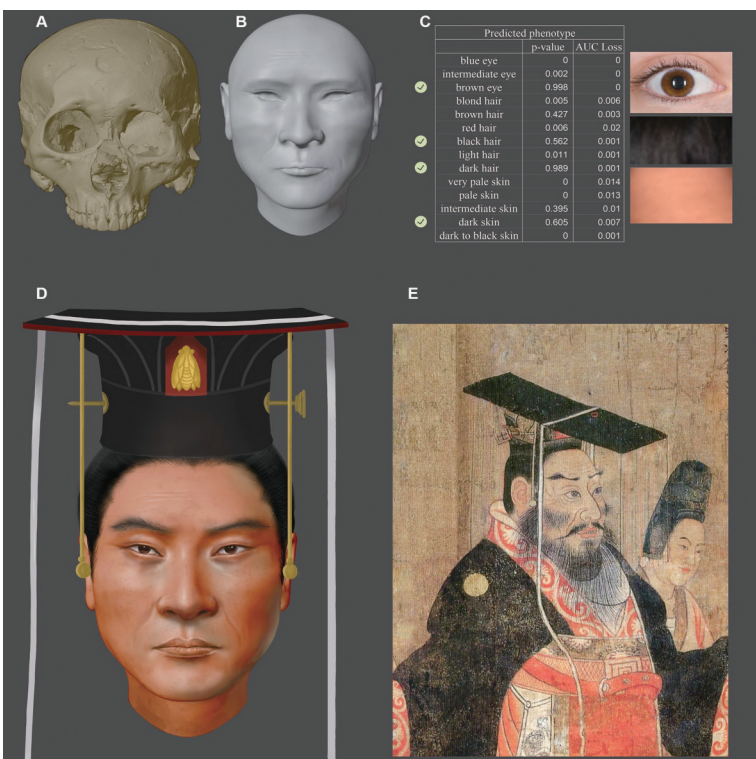 A
B
C
Predicted phenotype
p-value AUC Loss
blue eye 0 0
intermediate eye 0.002 0
brown eye 0.998 0
blond hair 0.005 0.006
brown hair 0.427 0.003
red hair 0.006 0.02
black hair 0.562 0.001
light hair 0.011 0.001
dark hair 0.989 0.001
very pale skin 0 0.014
pale skin 0 0.013
intermediate skin 0.395 0.01
dark skin 0.605 0.007
dark to black skin 0 0.001
D
E